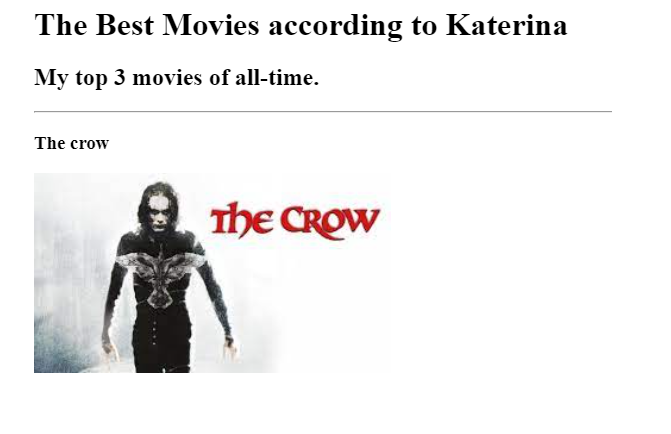 The Best Movies according to Katerina
My top 3 movies of all-time.
The crow
The Crow